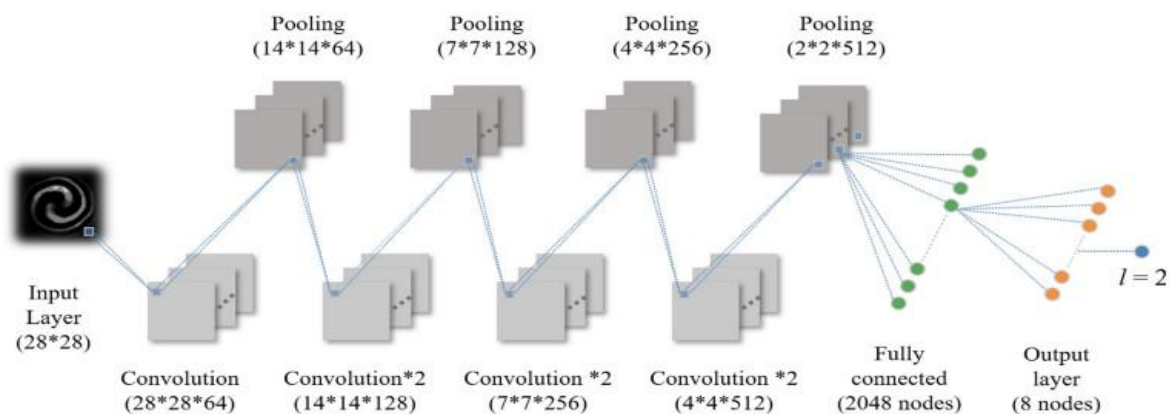 Pooling
(14*14*64)
Pooling
(7*7*128)
Pooling
(4*4*256)
Pooling
(2*2*512)
Input
Layer
(28*28)
Convolution
(28*28*64)
Convolution*2
(14*14*128)
Convolution *2
(7*7*256)
Convolution *2
(4*4*512)
Fully
connected
(2048 nodes)
Output
layer
(8 nodes)
l = 2